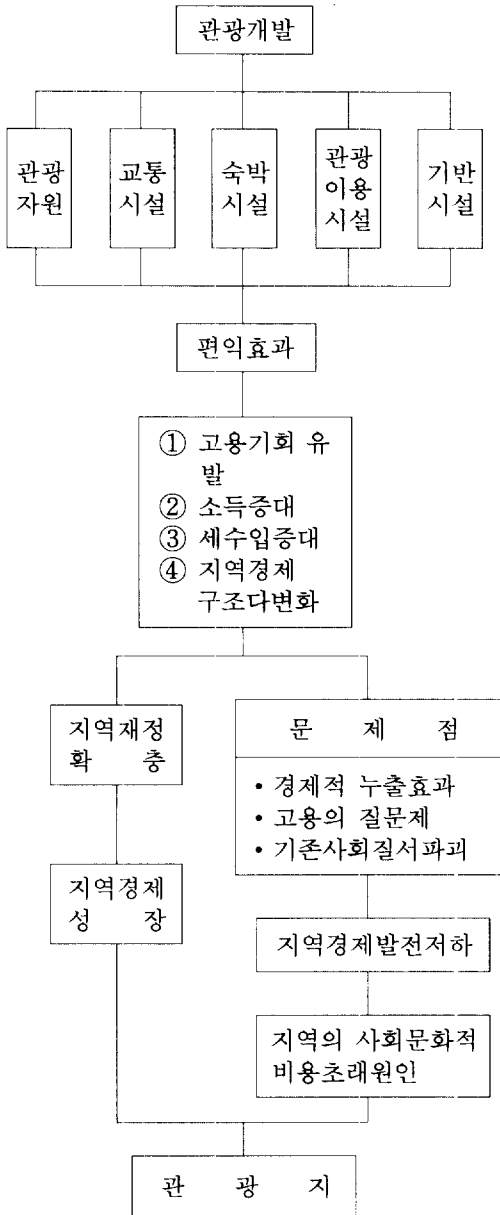 관광개발
관광
자원
교통
시설
숙박
시설
관광
이용
시설
기반
시설
편익효과
① 고용기회 유
발
② 소득증대
③ 세수입증대
④ 지역경제
구조다변화
지역재정
확 충
지역경제
성 장
문 제 점
• 경제적 누출효과
• 고용의 질문제
• 기존사회질서파괴
지역경제발전저하
지역의 사회문화적
비용초래원인
관 광 지